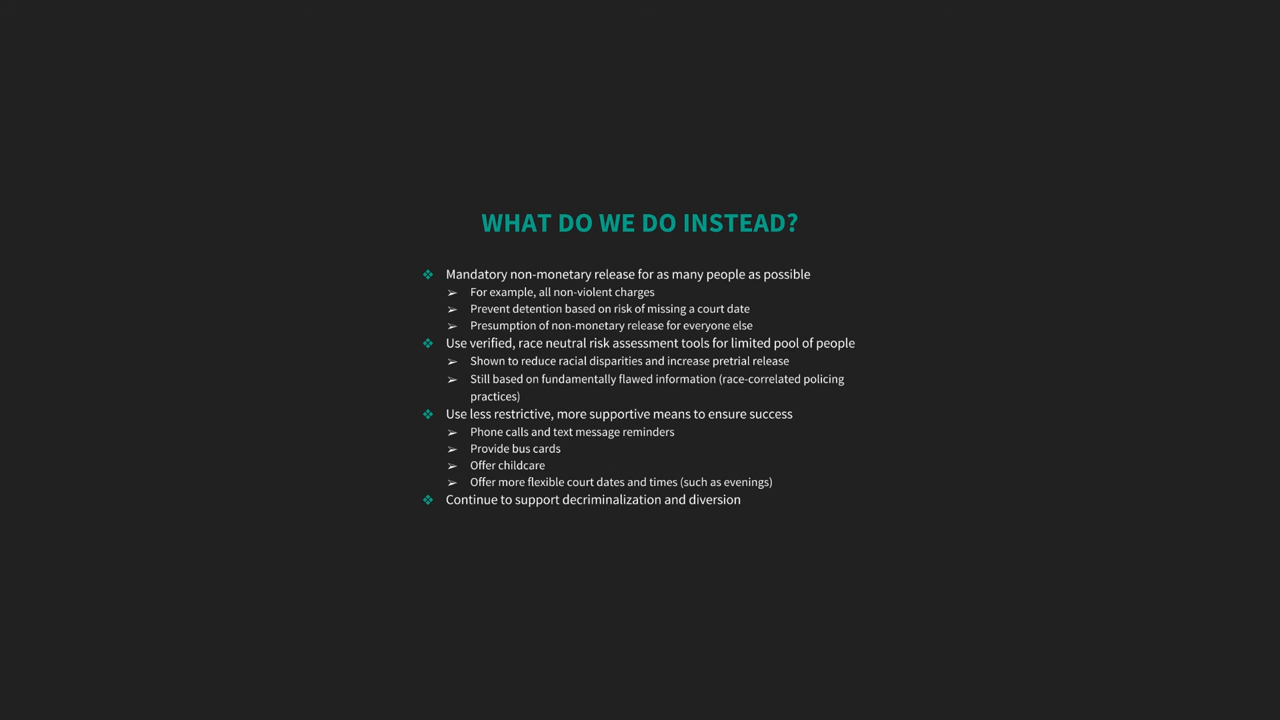 WHAT DO WE DO INSTEAD?
❖ Mandatory non-monetary release for as many people as possible
➢ For example, all non-violent charges
➢ Prevent detention based on risk of missing a court date
➢ Presumption of non-monetary release for everyone else
❖ Use verified, race neutral risk assessment tools for limited pool of people
➢ Shown to reduce racial disparities and increase pretrial release
➢ Still based on fundamentally flawed information (race-correlated policing
practices)
❖ Use less restrictive, more supportive means to ensure success
➢ Phone calls and text message reminders
➢ Provide bus cards
➢ Offer childcare
➢ Offer more flexible court dates and times (such as evenings)
❖ Continue to support decriminalization and diversion